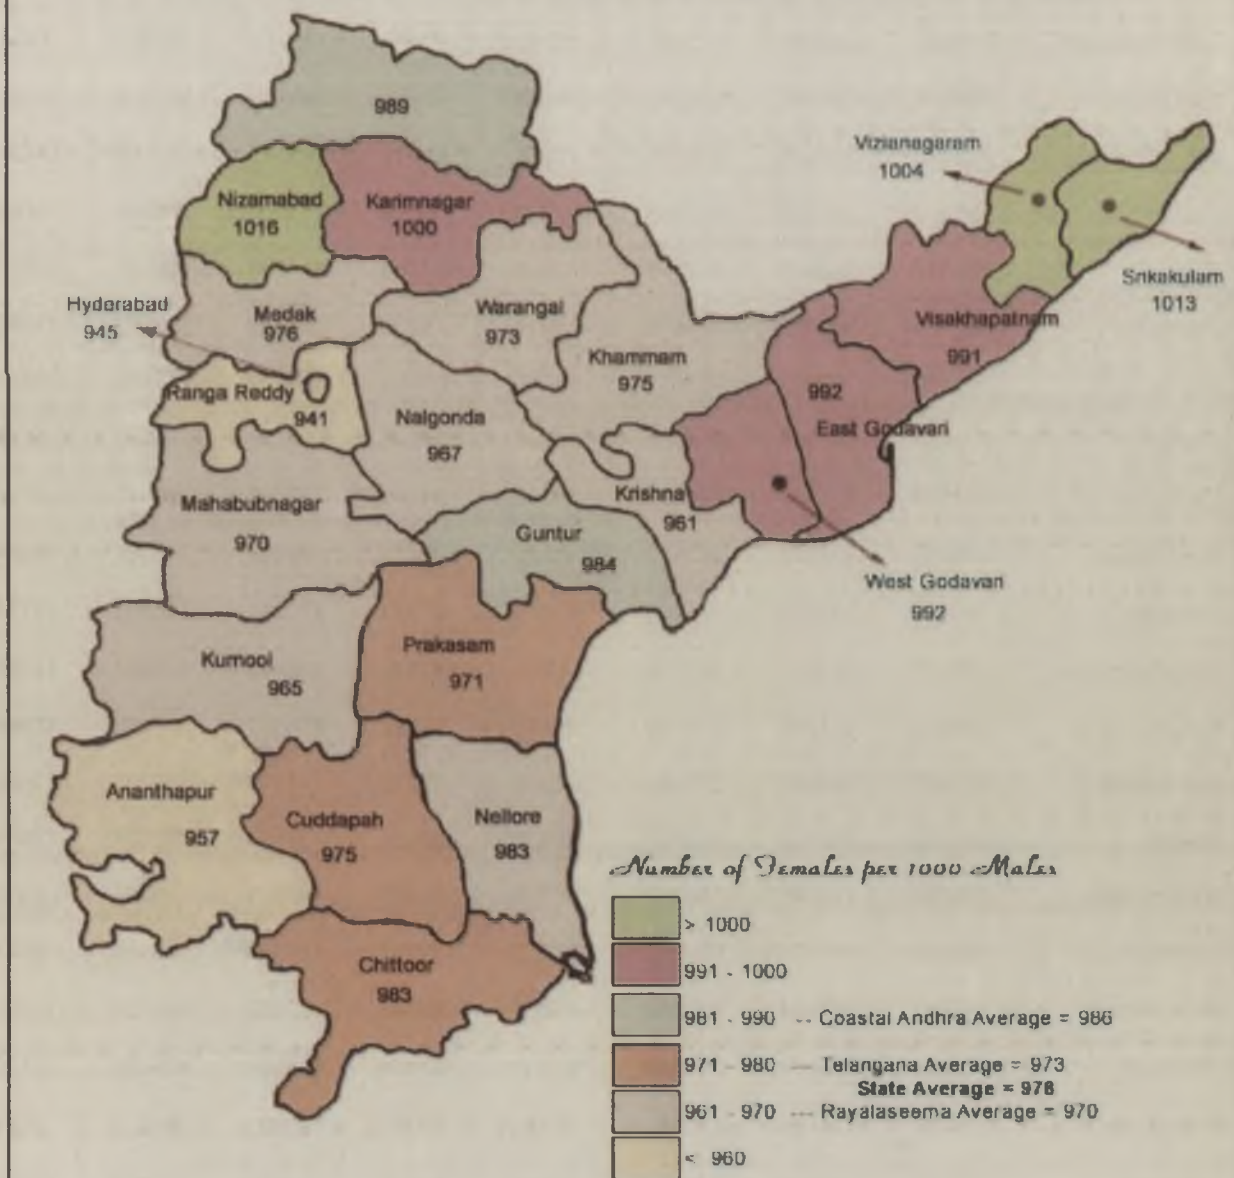 989
Vizianagaram
1004
Nizamabad
1016
Karimnagar
1000
Srikakulam
1013
Hyderabad
945
Medak
976
Warangal
973
Visakhapatnam
991
Khammam
975
Ranga Reddy
941
992
East Godavari
Nalgonda
967
Krishna
961
Mahabubnagar
970
Guntur
984
West Godavari
992
Prakasam
971
Kurnool
965
Ananthapur
957
Cuddapah
975
Nellore
983
Chittoor
983
Number of Females per 1000 Males
> 1000
991 - 1000
981 - 990 -- Coastal Andhra Average = 986
971 - 980 --- Telangana Average = 973
State Average = 978
961 - 970 --- Rayalaseema Average = 970
< 960